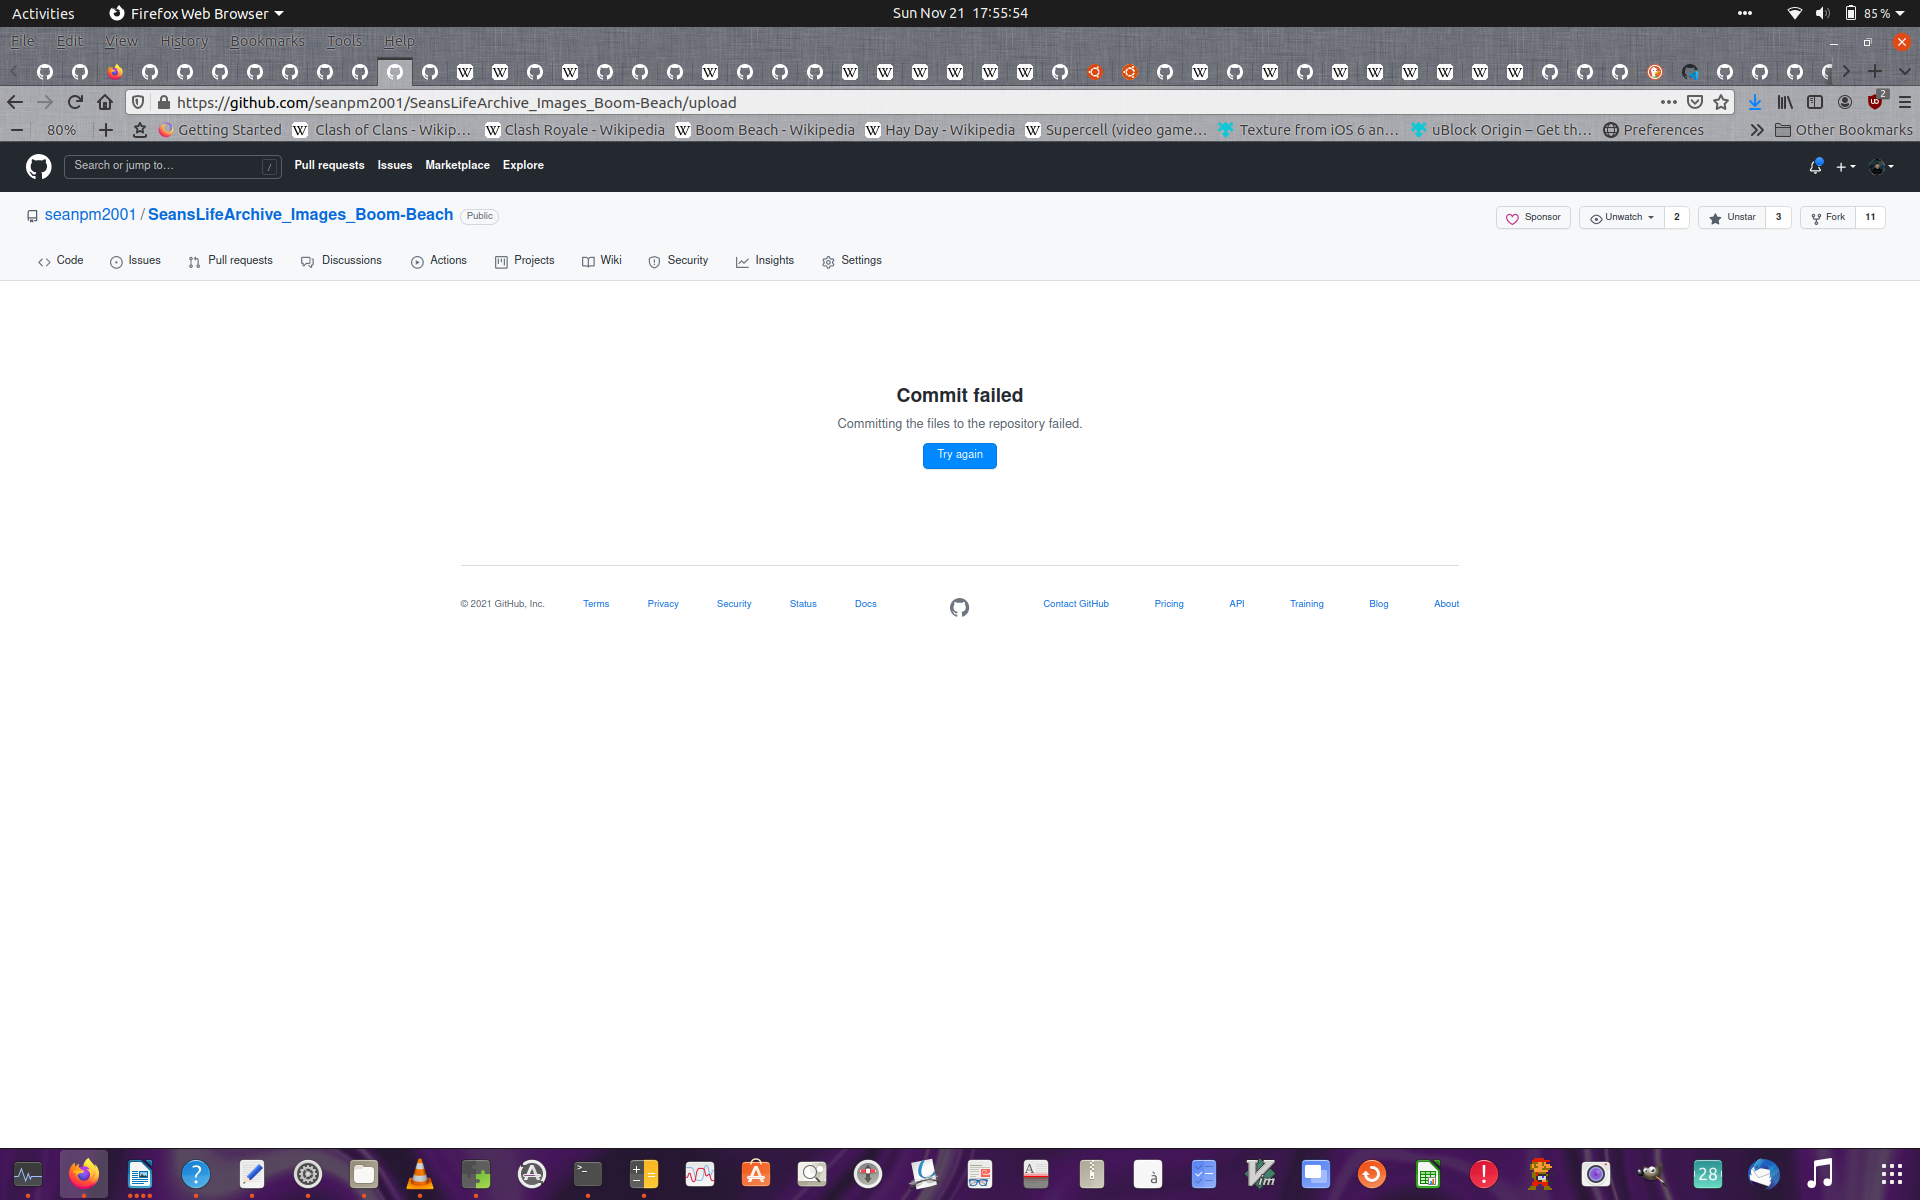 Activities
Firefox Web Browser
Sun Nov 21 17:55:54
85 %
File Edit View History Bookmarks Tools Help
https://github.com/seanpm2001/SeansLifeArchive_Images_Boom-Beach/upload
2
80%
Getting Started
Clash of Clans - Wikip…
Clash Royale - Wikipedia
Boom Beach - Wikipedia
Hay Day - Wikipedia
Supercell (video game…
Texture from iOS 6 an…
uBlock Origin – Get th…
Preferences
Other Bookmarks
Search or jump to…
/
Pull requests
Issues
Marketplace
Explore
seanpm2001 / SeansLifeArchive_Images_Boom-Beach
Public
Sponsor
Unwatch
2
Unstar
3
Fork
11
Code
Issues
Pull requests
Discussions
Actions
Projects
Wiki
Security
Insights
Settings
Commit failed
Committing the files to the repository failed.
Try again
© 2021 GitHub, Inc.
Terms
Privacy
Security
Status
Docs
Contact GitHub
Pricing
API
Training
Blog
About
28